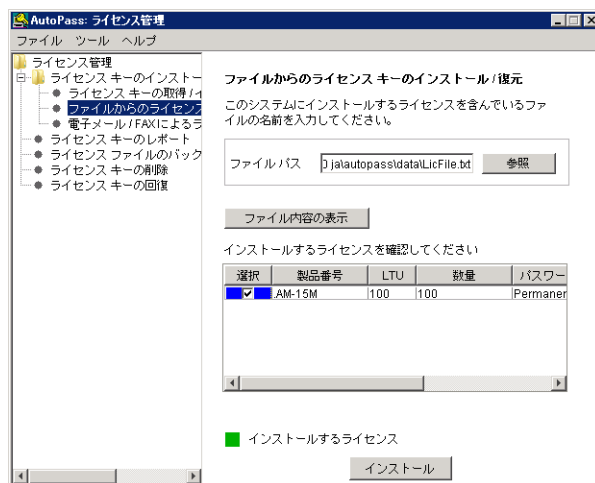 AutoPass: ライセンス管理
ファイル ツール ヘルプ
ライセンス管理
ライセンス キーのインストー
ライセンス キーの取得 / イ
ファイルからのライセンス
電子メール / FAXによるラ
ライセンス キーのレポート
ライセンス ファイルのバック
ライセンス キーの削除
ライセンス キーの回復
ファイルからのライセンス キーのインストール / 復元
このシステムにインストールするライセンスを含んでいるファ
イルの名前を入力してください。
ファイル パス ja\autopass\data\LicFile.txt 参照
ファイル内容の表示
インストールするライセンスを確認してください
選択 製品番号 LTU 数量 パスワー
.AM-15M 100 100 Permaner
インストールするライセンス
インストール